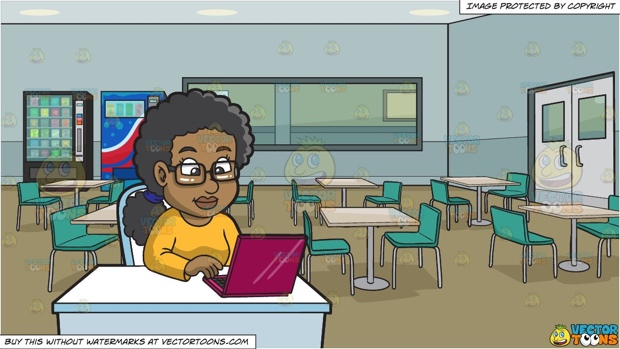 IMAGE PROTECTED BY COPYRIGHT
BUY THIS WITHOUT WATERMARKS AT VECTORTOONS.COM
VECTOR
TOONS